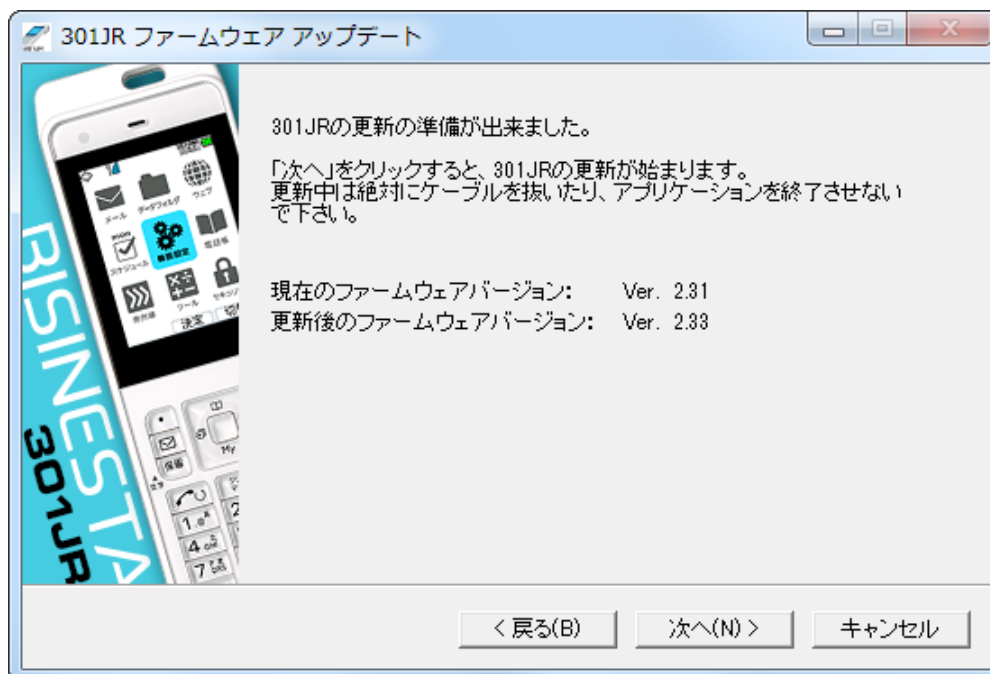 301JR ファームウェア アップデート
301JRの更新の準備が出来ました。
「次へ」をクリックすると、301JRの更新が始まります。
更新中は絶対にケーブルを抜いたり、アプリケーションを終了させない
で下さい。
現在のファームウェアバージョン: Ver. 2.31
更新後のファームウェアバージョン: Ver. 2.33
メール
データフォルダ
ウェブ
スケジュール
電話帳
ツール
決定
BISINESTA
301JR
My
1
2
4
7
< 戻る(B)
次へ(N) >
キャンセル